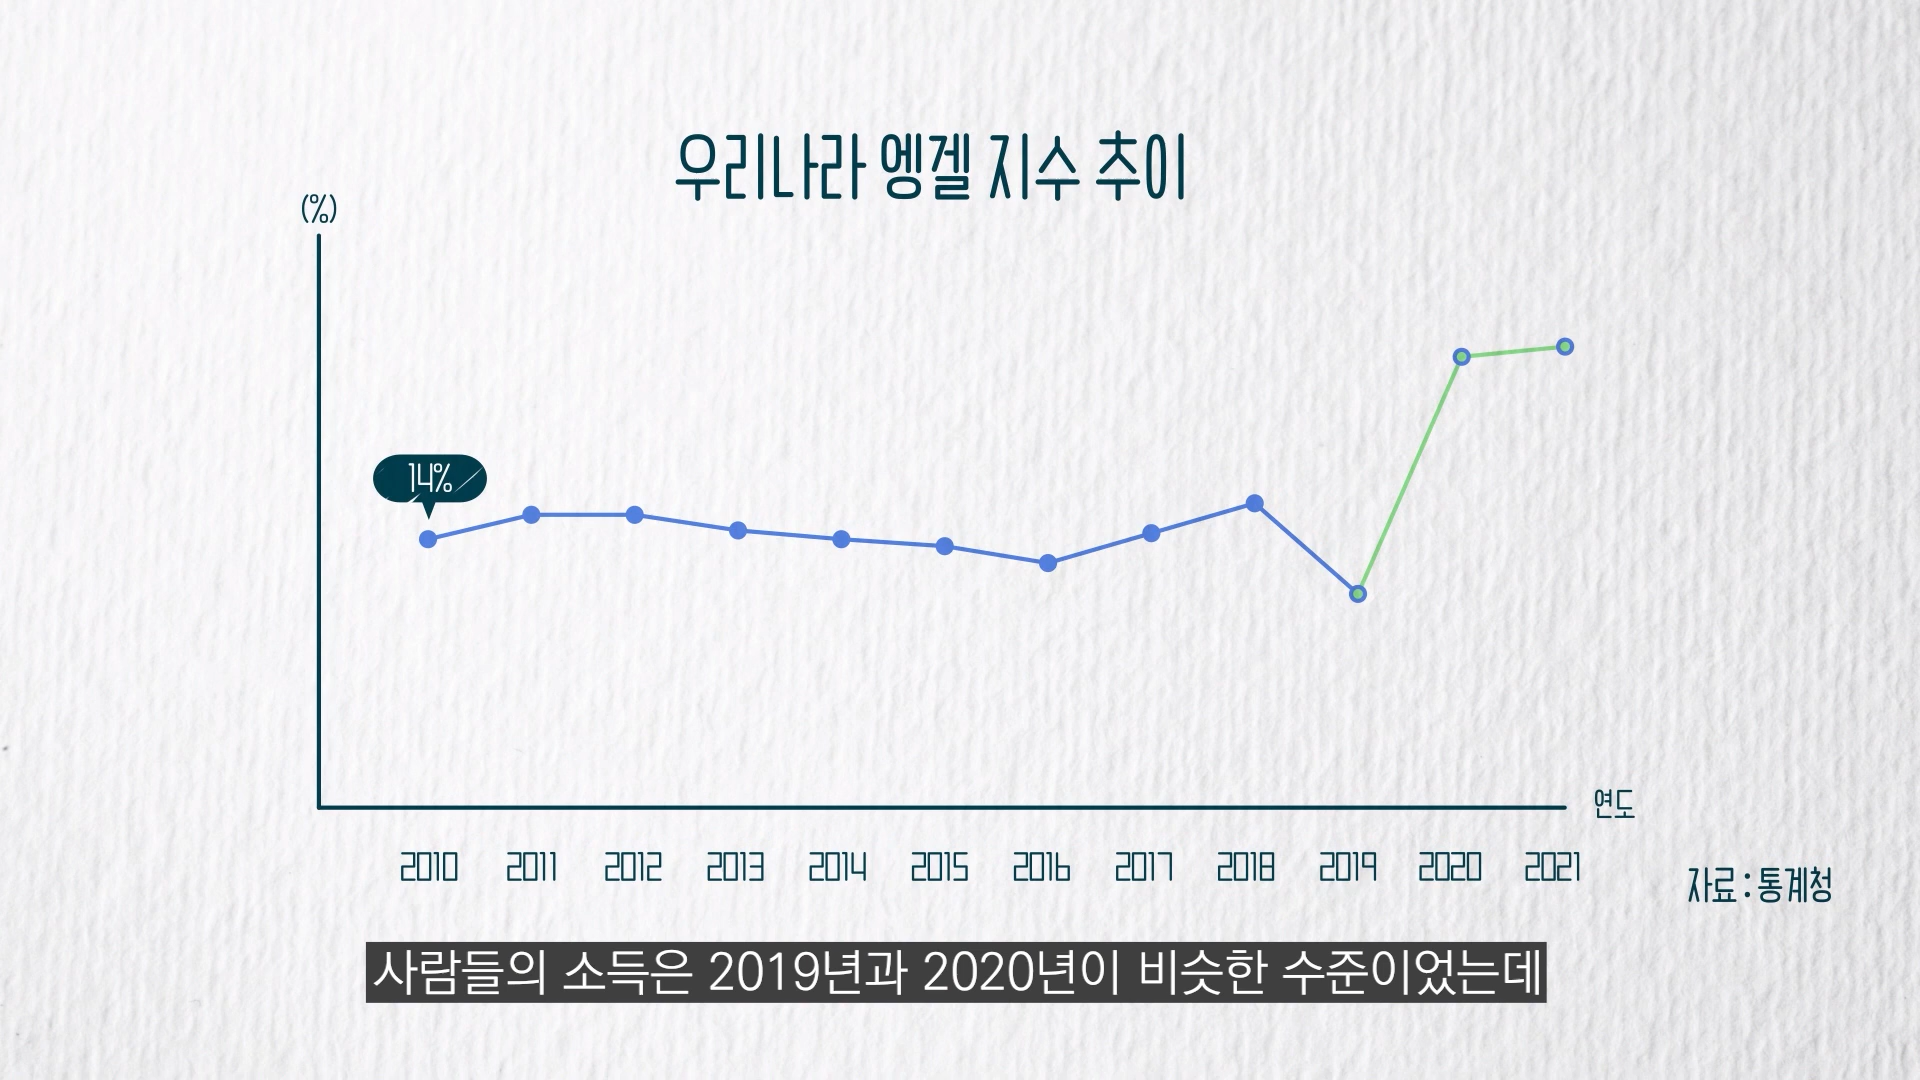 우리나라 엥겔 지수 추이
(%)
14%
연도
2010 2011 2012 2013 2014 2015 2016 2017 2018 2019 2020 2021
자료 : 통계청
사람들의 소득은 2019년과 2020년이 비슷한 수준이었는데